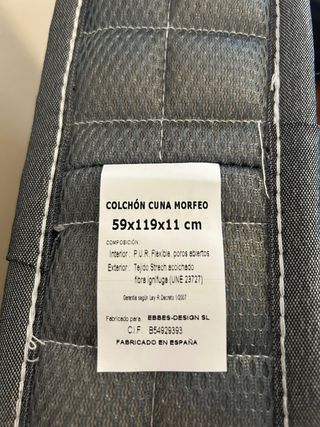 COLCHÓN CUNA MORFEO
59x119x11 cm
COMPOSICIÓN
Interior : P.U.R. Flexible, poros abiertos
Exterior : Tejido Strech acolchado
fibra ignífuga (UNE 23727)
Garantia según Ley R. Decreto 1/2007
Fabricado para EBBES-DESIGN SL
C.I.F. B54929393
FABRICADO EN ESPAÑA